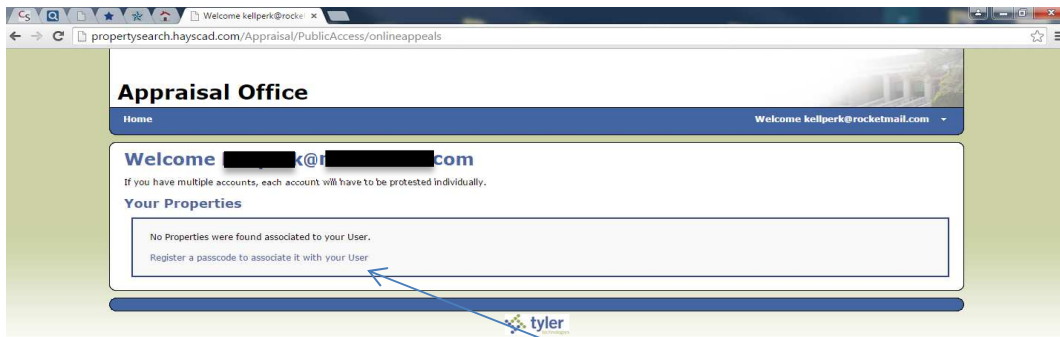 Welcome kellperk@rocket
propertysearch.hayscad.com/Appraisal/PublicAccess/onlineappeals
Appraisal Office
Home
Welcome kellperk@rocketmail.com
Welcome k@r com
If you have multiple accounts, each account will have to be protested individually.
Your Properties
No Properties were found associated to your User.
Register a passcode to associate it with your User
tyler
technologies